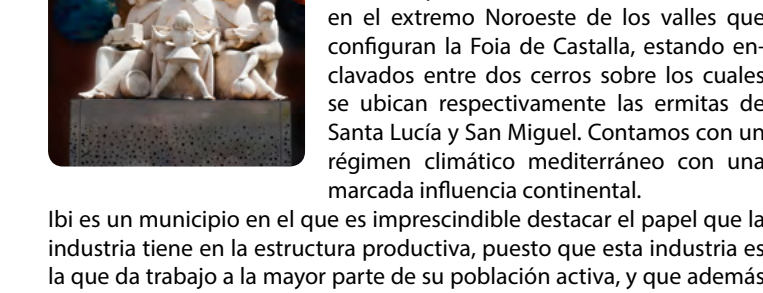 en el extremo Noroeste de los valles que
configuran la Foia de Castalla, estando en-
clavados entre dos cerros sobre los cuales
se ubican respectivamente las ermitas de
Santa Lucía y San Miguel. Contamos con un
régimen climático mediterráneo con una
marcada influencia continental.
Ibi es un municipio en el que es imprescindible destacar el papel que la
industria tiene en la estructura productiva, puesto que esta industria es
la que da trabajo a la mayor parte de su población activa, y que además